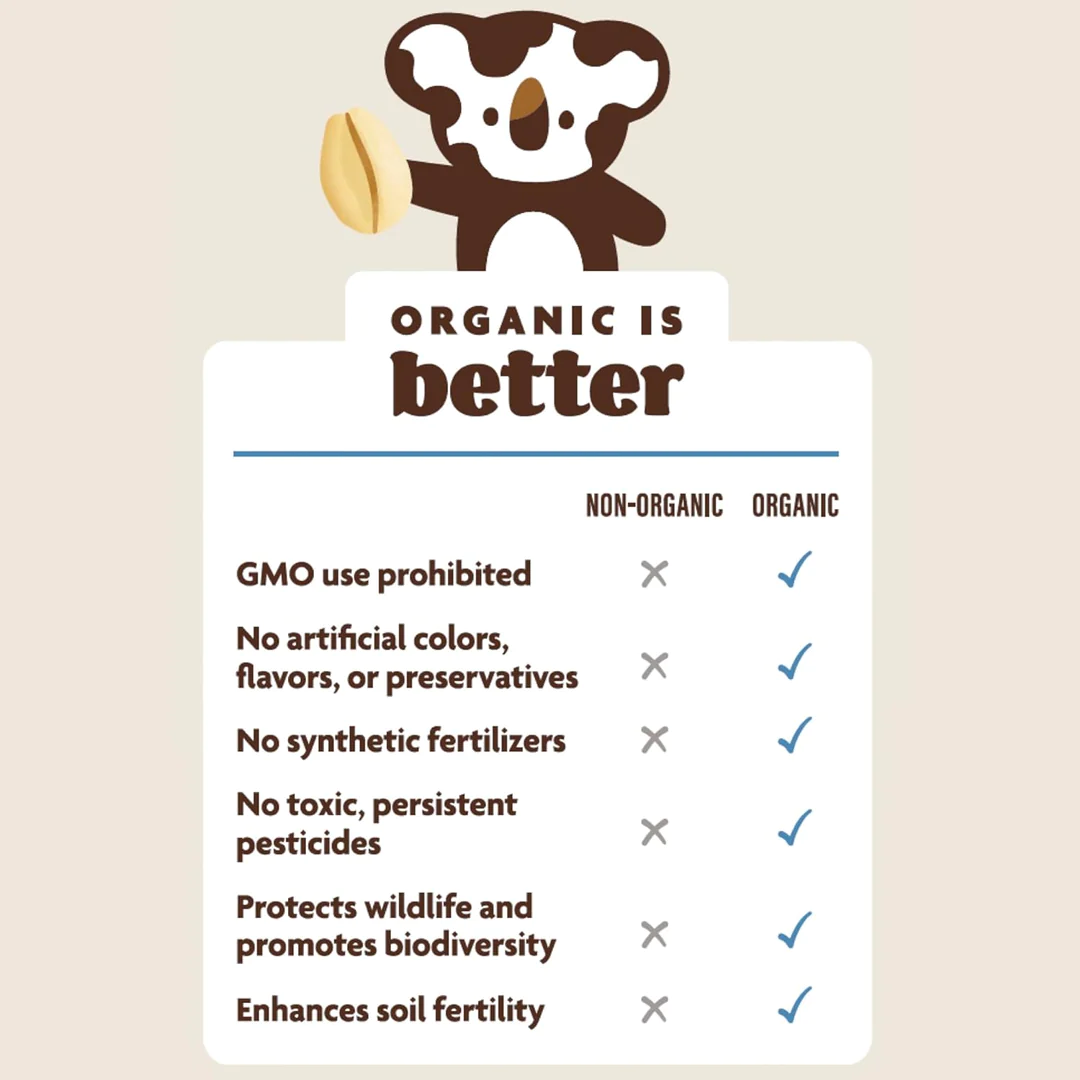 ORGANIC IS
better
NON-ORGANIC ORGANIC
GMO use prohibited
No artificial colors,
flavors, or preservatives
No synthetic fertilizers
No toxic, persistent
pesticides
Protects wildlife and
promotes biodiversity
Enhances soil fertility